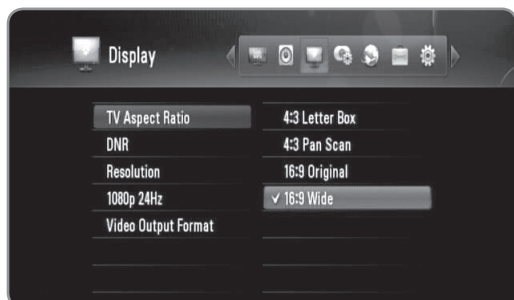 Display
TV Aspect Ratio
DNR
Resolution
1080p 24Hz
Video Output Format
4:3 Letter Box
4:3 Pan Scan
16:9 Original
✓ 16:9 Wide